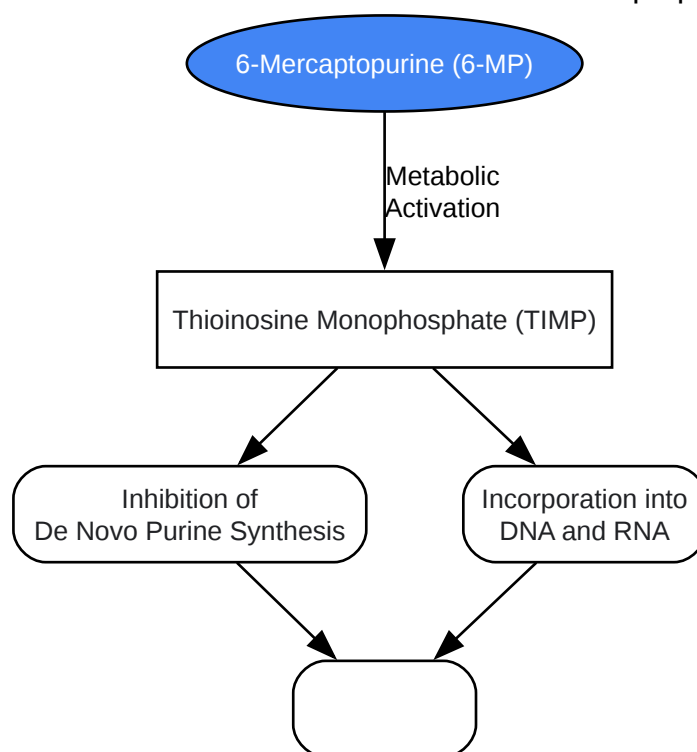 6-Mercaptopurine (6-MP)
Metabolic
Activation
Thioinosine Monophosphate (TIMP)
Inhibition of
De Novo Purine Synthesis
Incorporation into
DNA and RNA